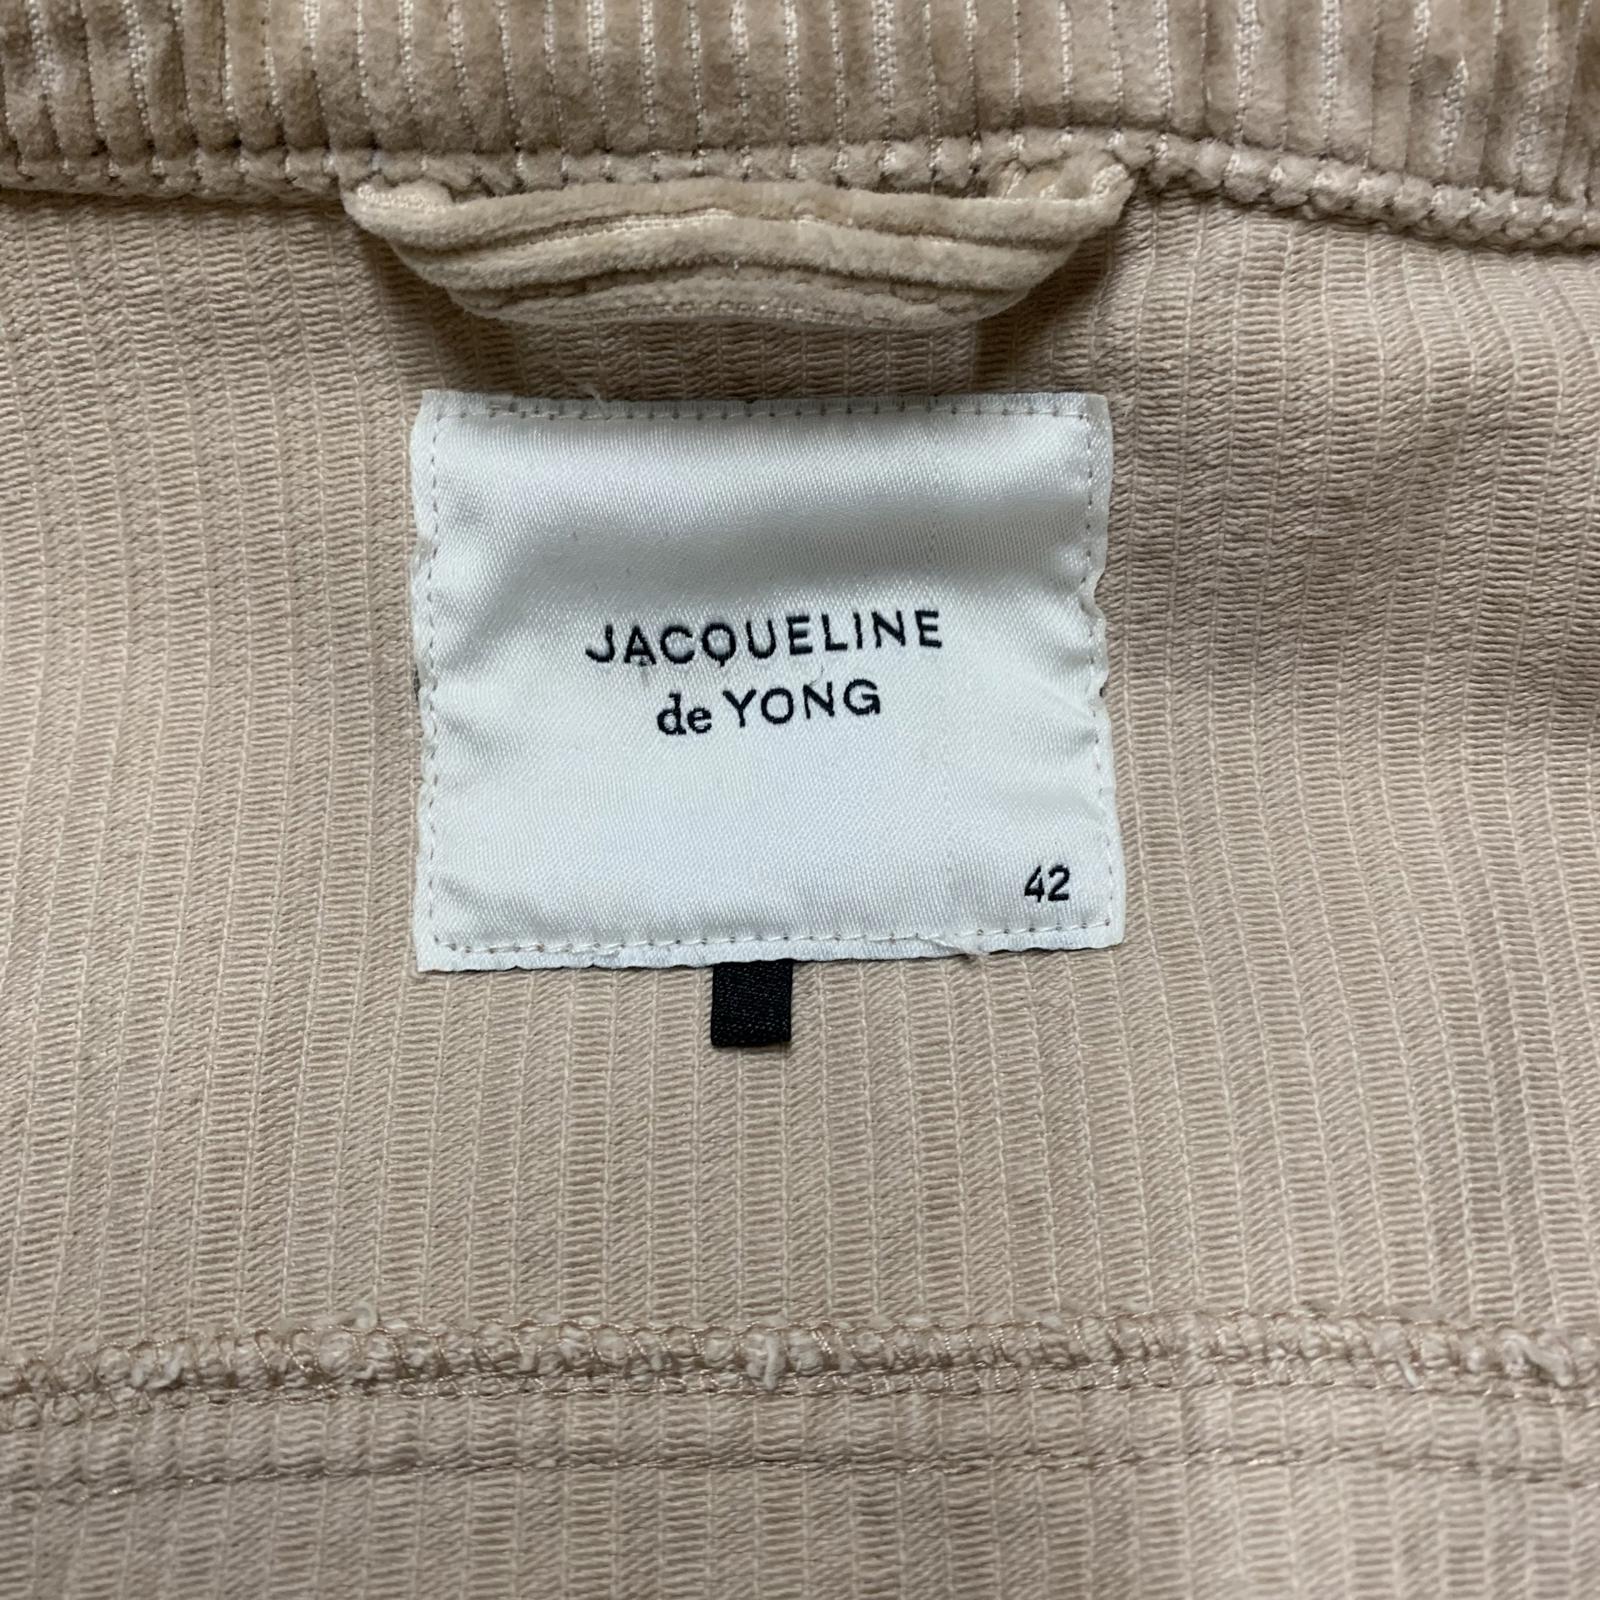 JACQUELINE
de YONG
42